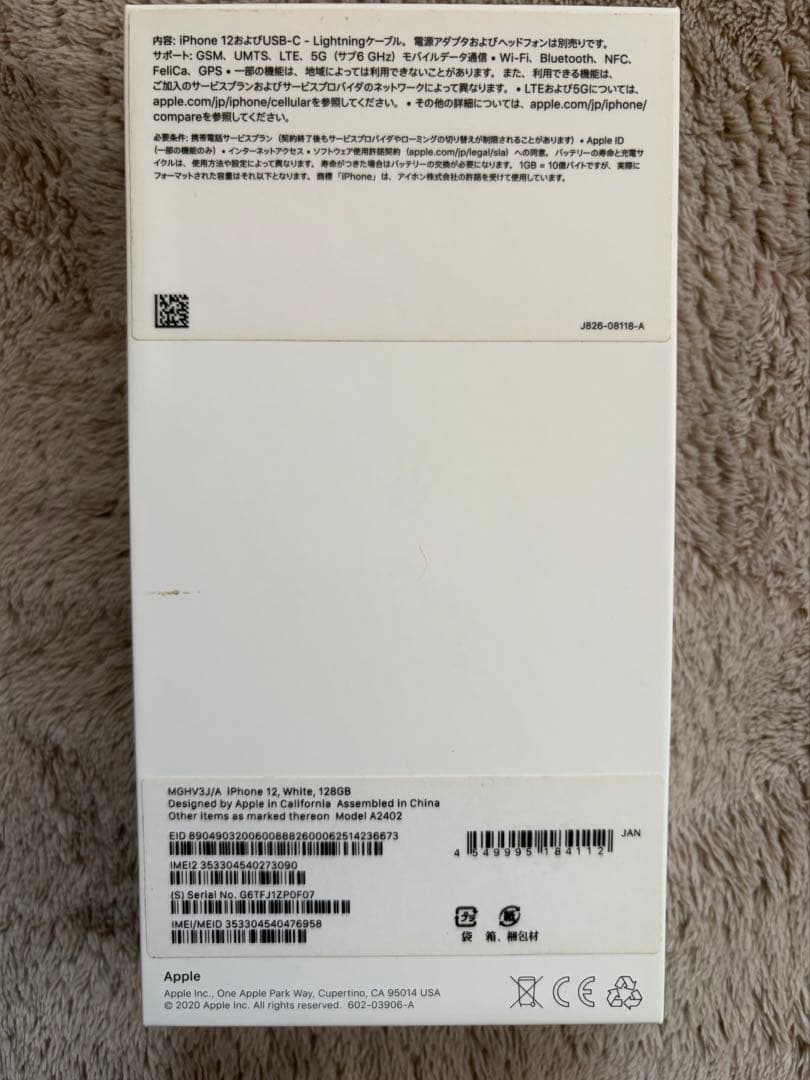 内容: iPhone 12およびUSB-C - Lightningケーブル。 電源アダプタおよびヘッドフォンは別売りです。
サポート: GSM、UMTS、LTE、5G（サブ6 GHz）モバイルデータ通信 • Wi-Fi、Bluetooth、NFC、
FeliCa、GPS • 一部の機能は、地域によっては利用できないことがあります。また、利用できる機能は、
ご加入のサービスプランおよびサービスプロバイダのネットワークによって異なります。 • LTEおよび5Gについては、
apple.com/jp/iphone/cellularを参照してください。 • その他の詳細については、apple.com/jp/iphone/
compareを参照してください。
必要条件: 携帯電話サービスプラン（契約終了後もサービスプロバイダやローミングの切り替えが制限されることがあります）• Apple ID
（一部の機能のみ）• インターネットアクセス • ソフトウェア使用許諾契約（apple.com/jp/legal/sla）への同意。バッテリーの寿命と充電サ
イクルは、使用方法や設定によって異なります。寿命がつきた場合はバッテリーの交換が必要になります。 1GB = 10億バイトですが、実際に
フォーマットされた容量はそれ以下となります。商標「iPhone」は、アイホン株式会社の許諾を受けて使用しています。
J826-08118-A
MGHV3J/A iPhone 12, White, 128GB
Designed by Apple in California Assembled in China
Other items as marked thereon Model A2402
EID 89049032006008882600062514236673
IMEI2 353304540273090
(S) Serial No. G6TFJ1ZP0F07
IMEI/MEID 353304540476958
JAN
4 549995 184112
プラ 紙
袋 箱、梱包材
Apple
Apple Inc., One Apple Park Way, Cupertino, CA 95014 USA
© 2020 Apple Inc. All rights reserved. 602-03906-A
CE